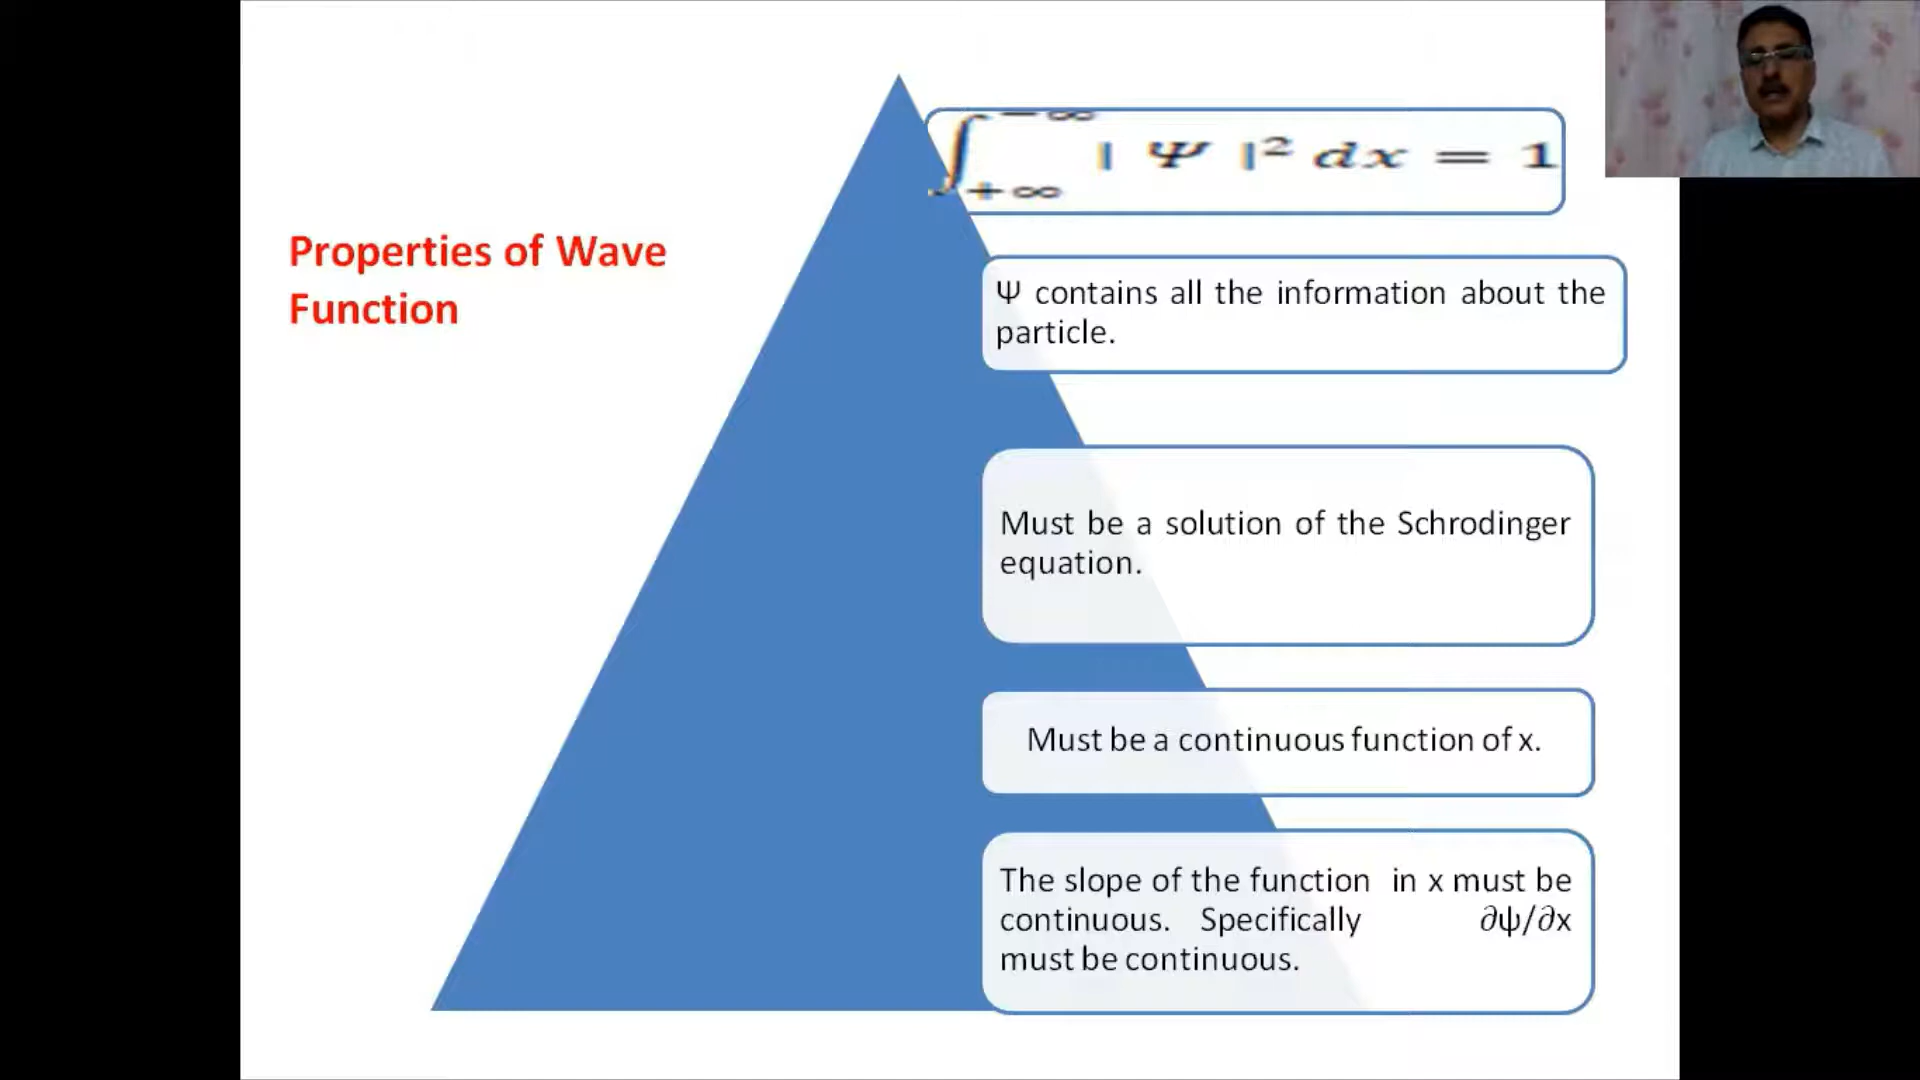 ∫_{+∞}^{−∞} | Ψ |² dx = 1
Properties of Wave
Function
Ψ contains all the information about the
particle.
Must be a solution of the Schrodinger
equation.
Must be a continuous function of x.
The slope of the function in x must be
continuous. Specifically ∂ψ/∂x
must be continuous.